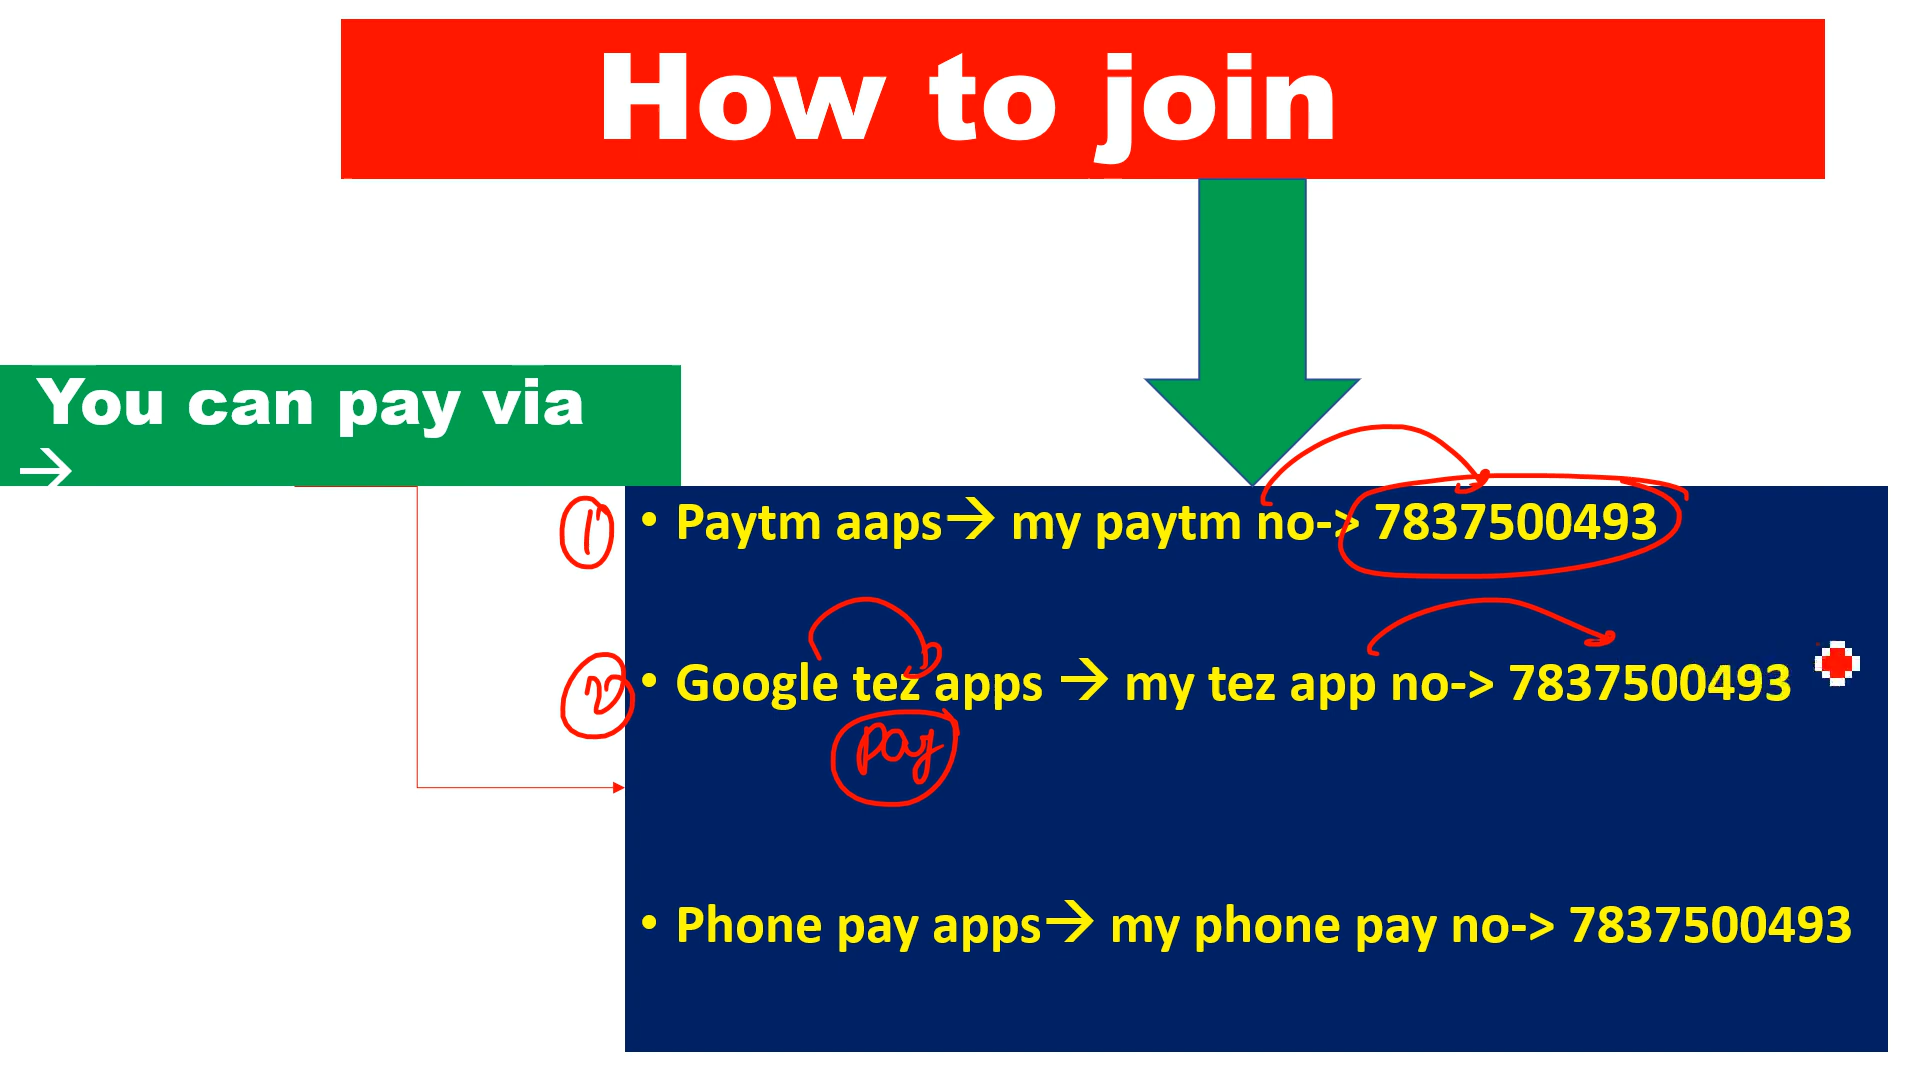 How to join
You can pay via
→
1
• Paytm aaps→ my paytm no-> 7837500493
2
• Google tez apps → my tez app no-> 7837500493
pay
• Phone pay apps→ my phone pay no-> 7837500493